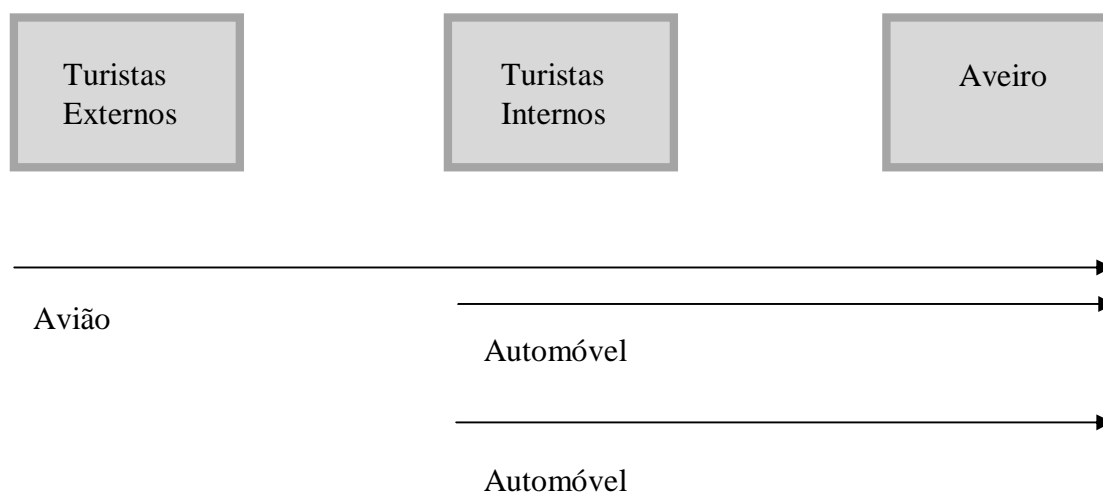 Turistas
Externos
Turistas
Internos
Aveiro
Avião
Automóvel
Automóvel